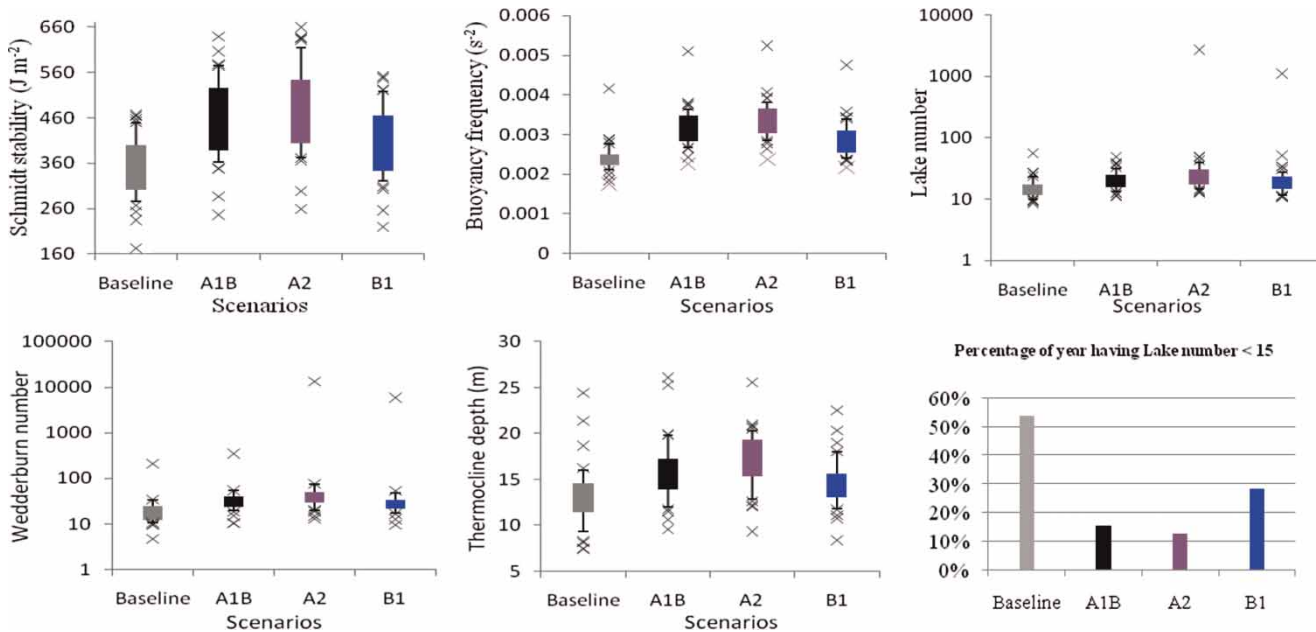 Schmidt stability (J m⁻²)
660
560
460
360
260
160
Baseline A1B A2 B1
Scenarios
Buoyancy frequency (s⁻²)
0.006
0.005
0.004
0.003
0.002
0.001
0
Baseline A1B A2 B1
Scenarios
Lake number
10000
1000
100
10
1
Baseline A1B A2 B1
Scenarios
Wedderburn number
100000
10000
1000
100
10
1
Baseline A1B A2 B1
Scenarios
Thermocline depth (m)
30
25
20
15
10
5
Baseline A1B A2 B1
Scenarios
Percentage of year having Lake number < 15
60%
50%
40%
30%
20%
10%
0%
Baseline A1B A2 B1